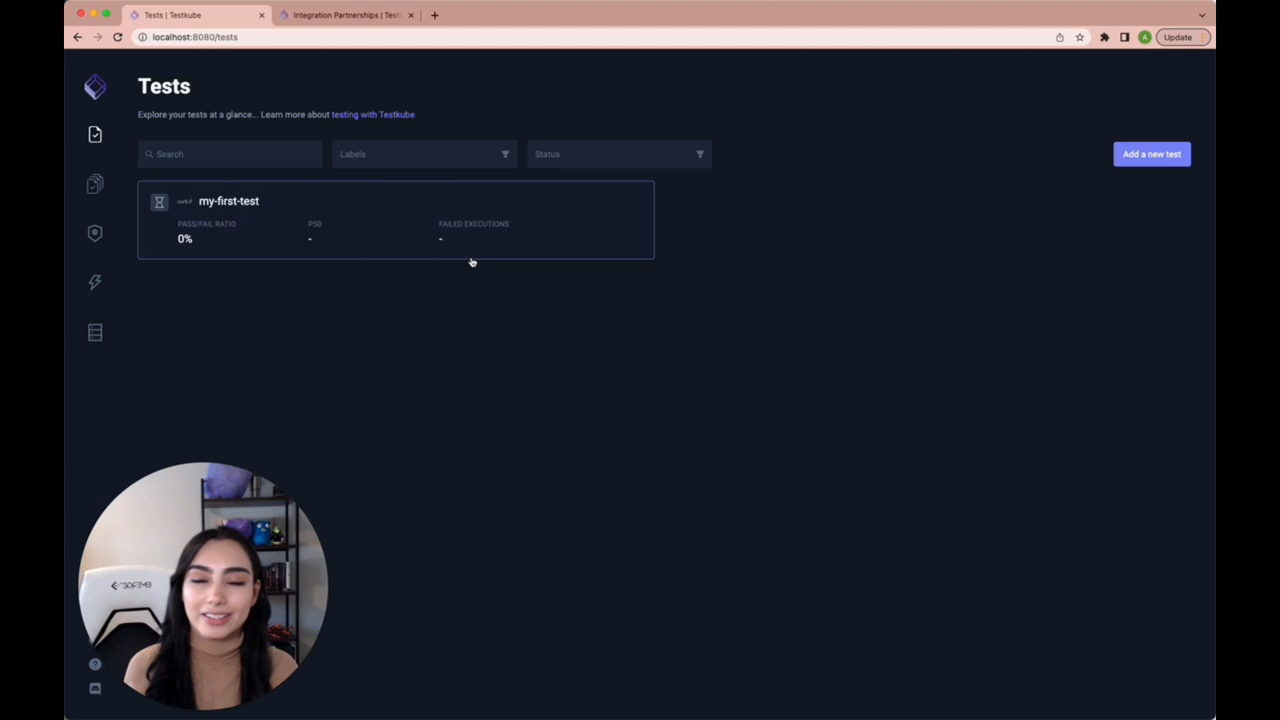 Tests | Testkube
Integration Partnerships | Test
localhost:8080/tests
A
Update
Tests
Explore your tests at a glance... Learn more about testing with Testkube
Search
Labels
Status
Add a new test
my-first-test
PASS/FAIL RATIO
P50
FAILED EXECUTIONS
0%
-
-
?